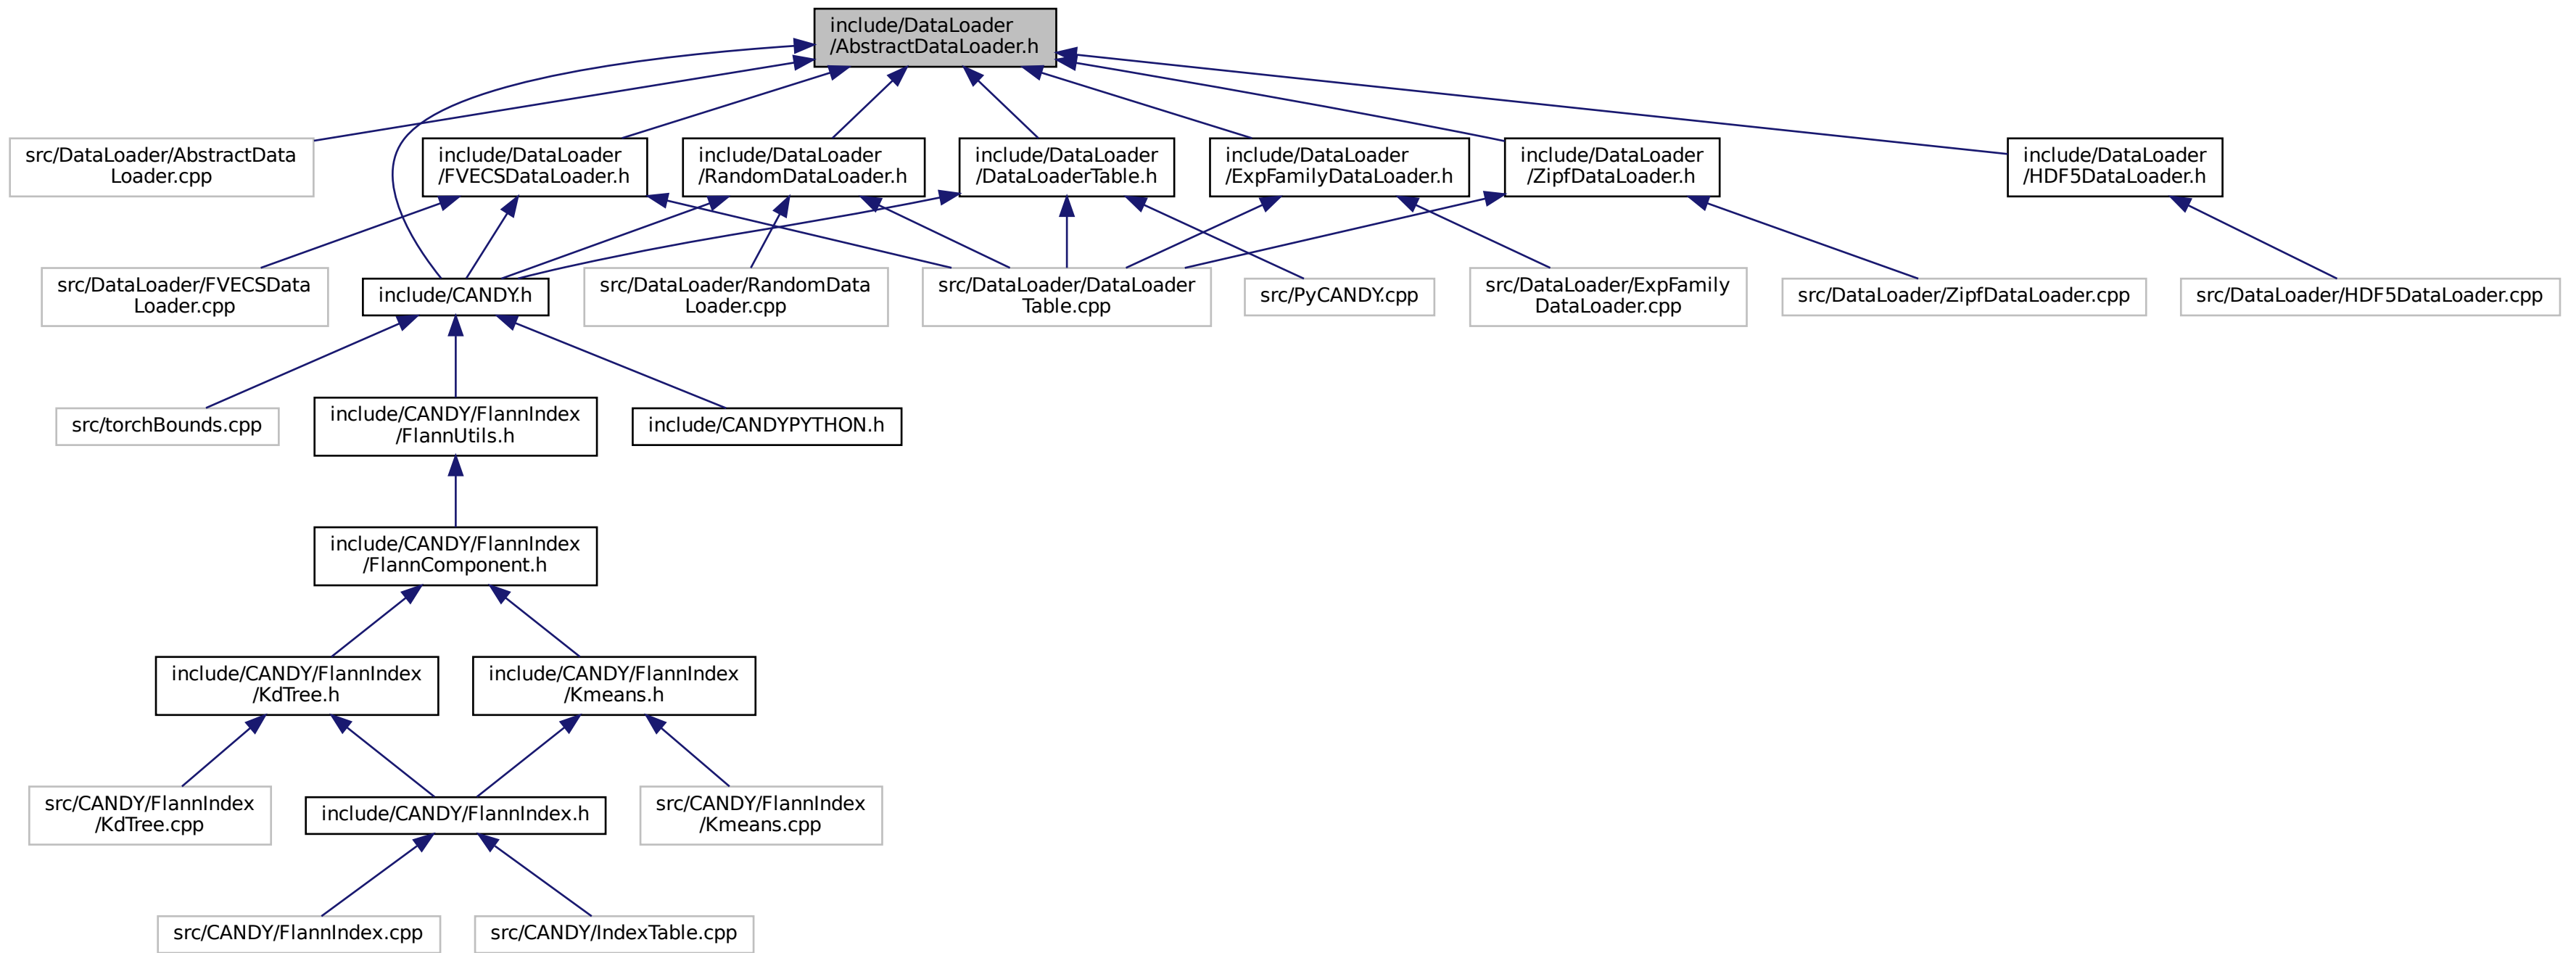 include/DataLoader
/AbstractDataLoader.h
src/DataLoader/AbstractData
Loader.cpp
include/DataLoader
/FVECSDataLoader.h
include/DataLoader
/RandomDataLoader.h
include/DataLoader
/DataLoaderTable.h
include/DataLoader
/ExpFamilyDataLoader.h
include/DataLoader
/ZipfDataLoader.h
include/DataLoader
/HDF5DataLoader.h
src/DataLoader/FVECSData
Loader.cpp
include/CANDY.h
src/DataLoader/RandomData
Loader.cpp
src/DataLoader/DataLoader
Table.cpp
src/PyCANDY.cpp
src/DataLoader/ExpFamily
DataLoader.cpp
src/DataLoader/ZipfDataLoader.cpp
src/DataLoader/HDF5DataLoader.cpp
src/torchBounds.cpp
include/CANDY/FlannIndex
/FlannUtils.h
include/CANDYPYTHON.h
include/CANDY/FlannIndex
/FlannComponent.h
include/CANDY/FlannIndex
/KdTree.h
include/CANDY/FlannIndex
/Kmeans.h
src/CANDY/FlannIndex
/KdTree.cpp
include/CANDY/FlannIndex.h
src/CANDY/FlannIndex
/Kmeans.cpp
src/CANDY/FlannIndex.cpp
src/CANDY/IndexTable.cpp